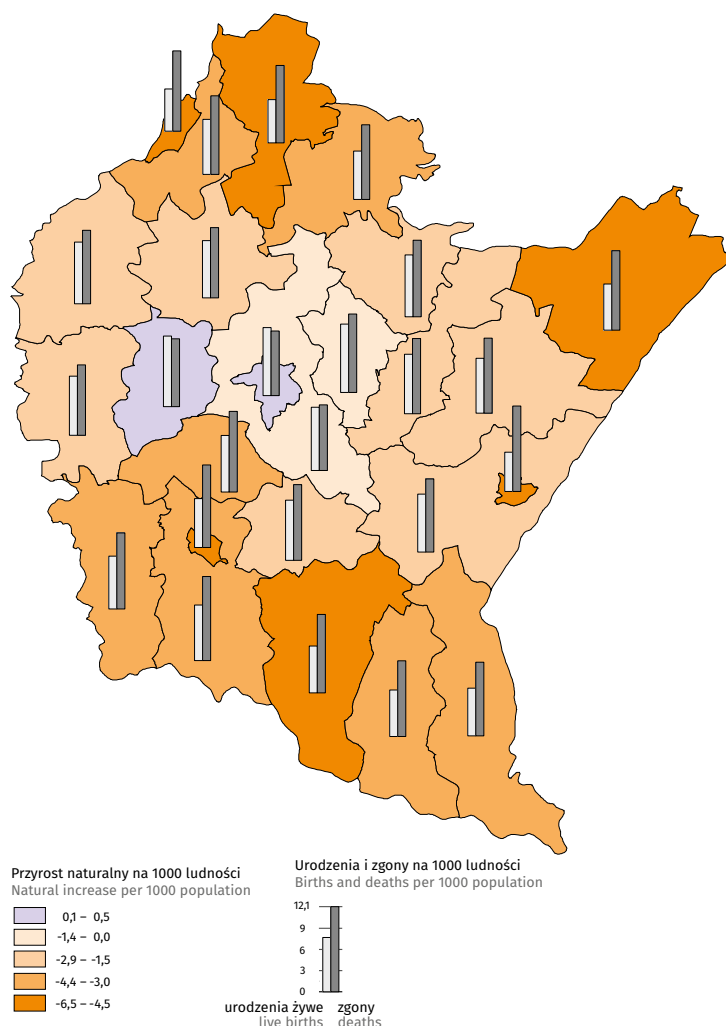 Przyrost naturalny na 1000 ludności
Natural increase per 1000 population
0,1 – 0,5
-1,4 – 0,0
-2,9 – -1,5
-4,4 – -3,0
-6,5 – -4,5
Urodzenia i zgony na 1000 ludności
Births and deaths per 1000 population
12,1
9
6
3
0
urodzenia żywe zgony
live births deaths